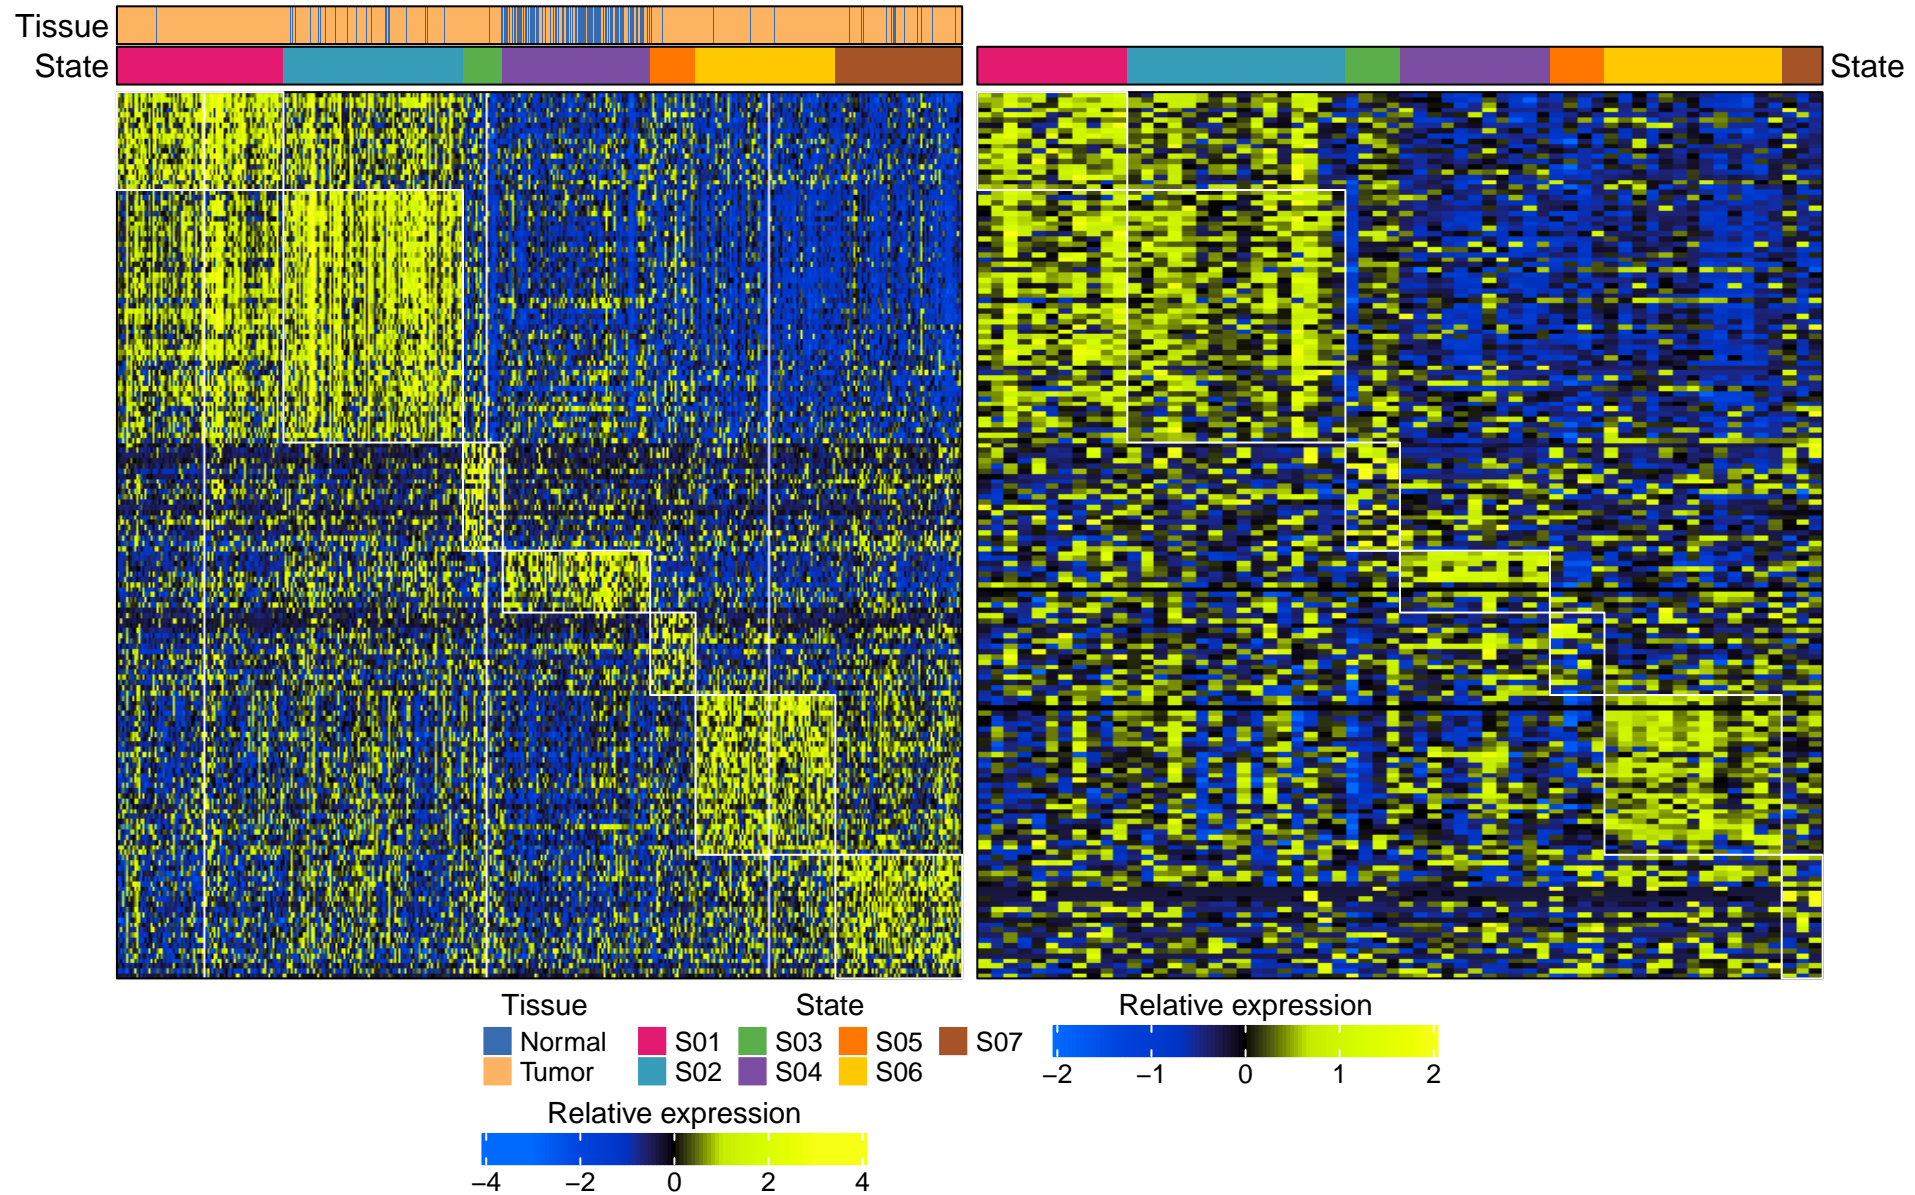 Tissue
State
State
Tissue
Normal
Tumor
State
S01 S03 S05 S07
S02 S04 S06
Relative expression
−2 −1 0 1 2
Relative expression
−4 −2 0 2 4